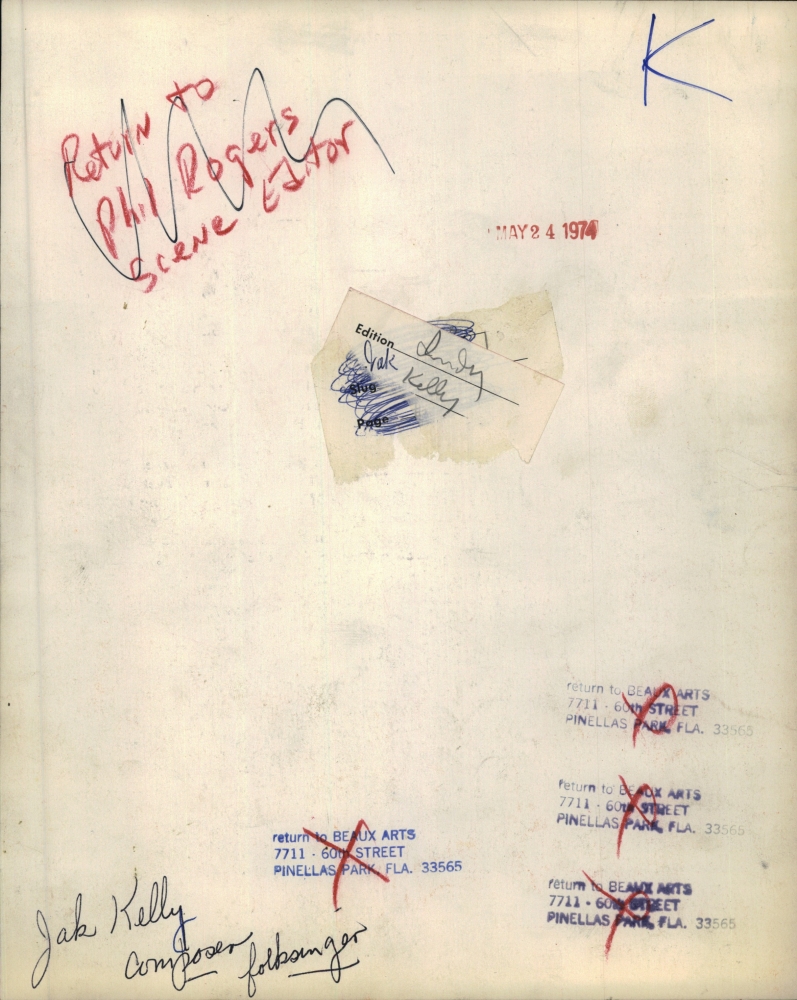 K
Return to
Phil Rogers
Scene Editor
MAY 24 1974
Edition Sunday
Jak Kelly
Slug
Page
return to BEAUX ARTS
7711 - 60th STREET
PINELLAS PARK, FLA. 33565
return to BEAUX ARTS
7711 - 60th STREET
PINELLAS PARK, FLA. 33565
return to BEAUX ARTS
7711 - 60th STREET
PINELLAS PARK, FLA. 33565
return to BEAUX ARTS
7711 - 60th STREET
PINELLAS PARK, FLA. 33565
Jak Kelly
composer folksinger